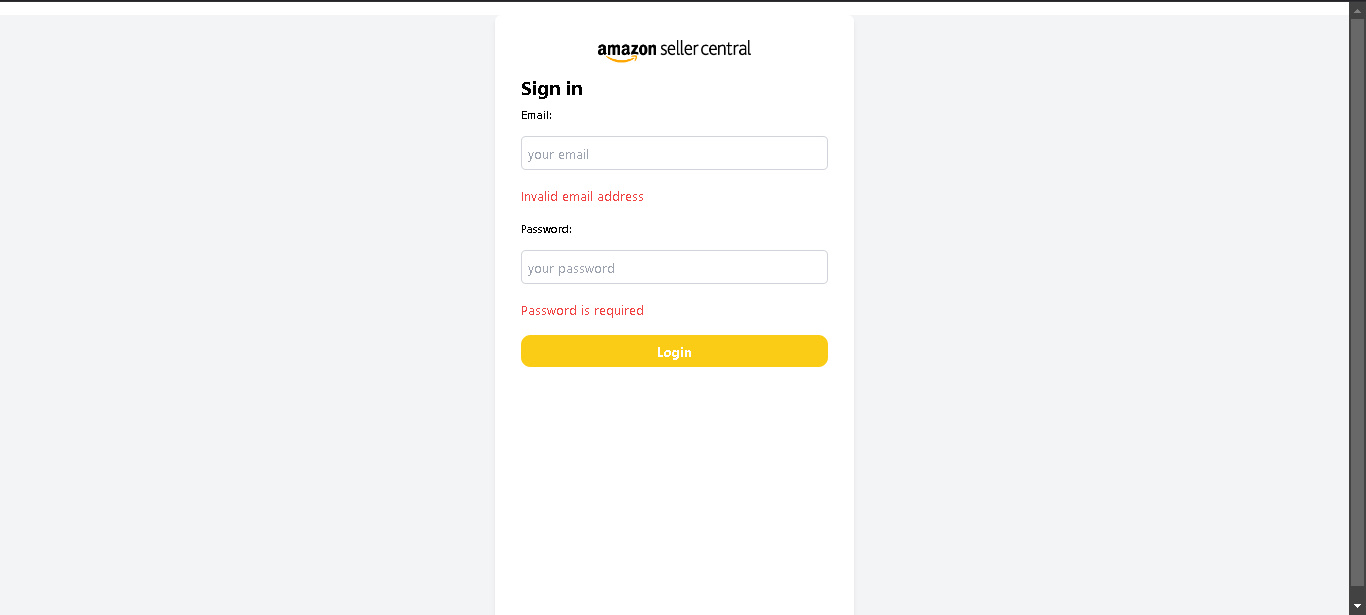 amazon seller central
Sign in
Email:
your email
Invalid email address
Password:
your password
Password is required
Login